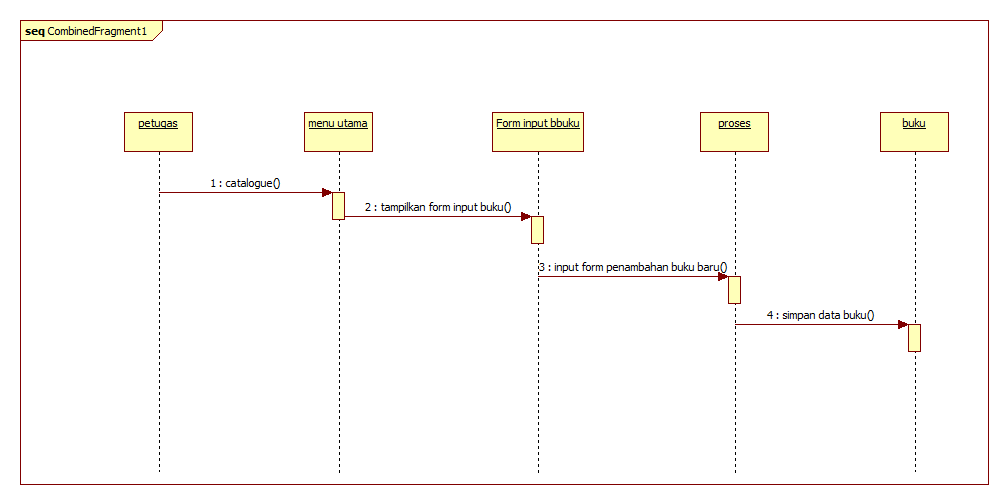 seq CombinedFragment1
petugas
menu utama
Form input bbuku
proses
buku
1 : catalogue()
2 : tampilkan form input buku()
3 : input form penambahan buku baru()
4 : simpan data buku()